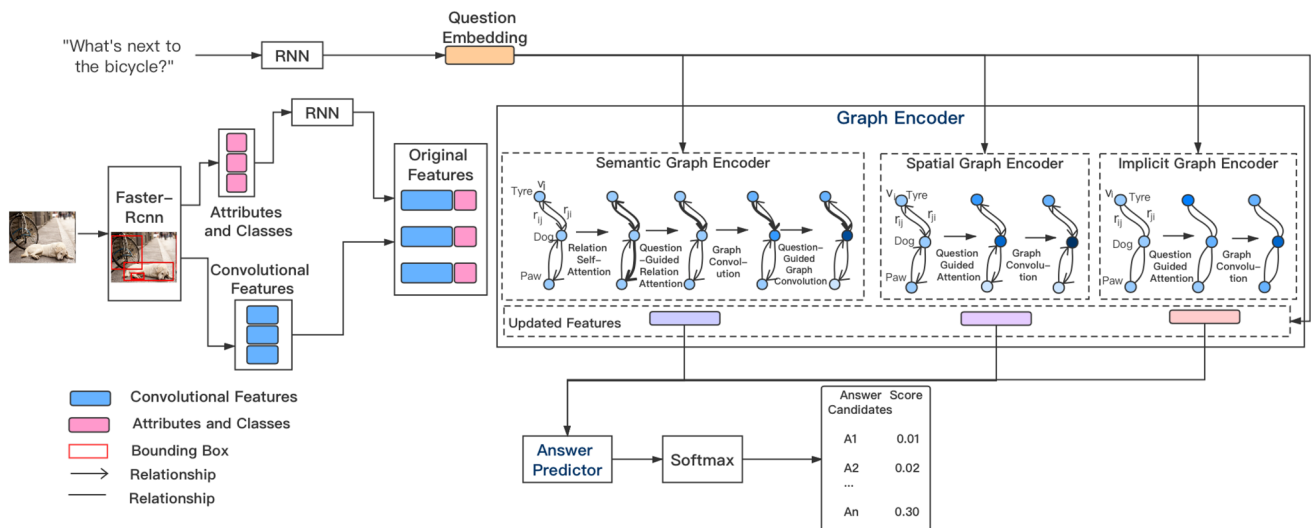 "What's next to
the bicycle?"
RNN
Question
Embedding
RNN
Faster-
Rcnn
Attributes
and Classes
Convolutional
Features
Original
Features
Graph Encoder
Semantic Graph Encoder
Tyre
vi
rij
rji
Dog
Paw
Relation
Self-
Attention
Question
-Guided
Relation
Attention
Graph
Convol-
ution
Question-
Guided
Graph
Convolution
Spatial Graph Encoder
vi
Tyre
rij
rji
Dog
Paw
Question
Guided
Attention
Graph
Convolu-
tion
Implicit Graph Encoder
vi
Tyre
rij
rji
Dog
Paw
Question
Guided
Attention
Graph
Convolu-
tion
Updated Features
Convolutional Features
Attributes and Classes
Bounding Box
Relationship
Relationship
Answer
Predictor
Softmax
Answer Score
Candidates
A1 0.01
A2 0.02
...
An 0.30